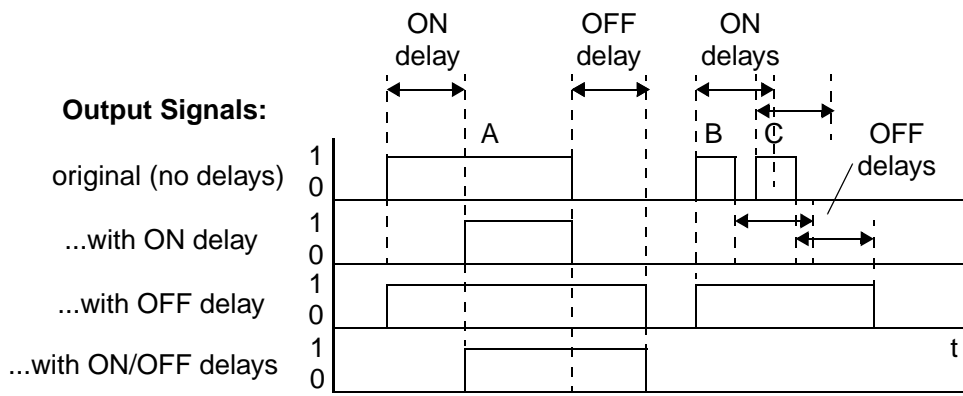 ON
delay
OFF
delay
ON
delays
Output Signals:
A
B
C
OFF
delays
original (no delays)
1
0
...with ON delay
1
0
...with OFF delay
1
0
...with ON/OFF delays
1
0
t